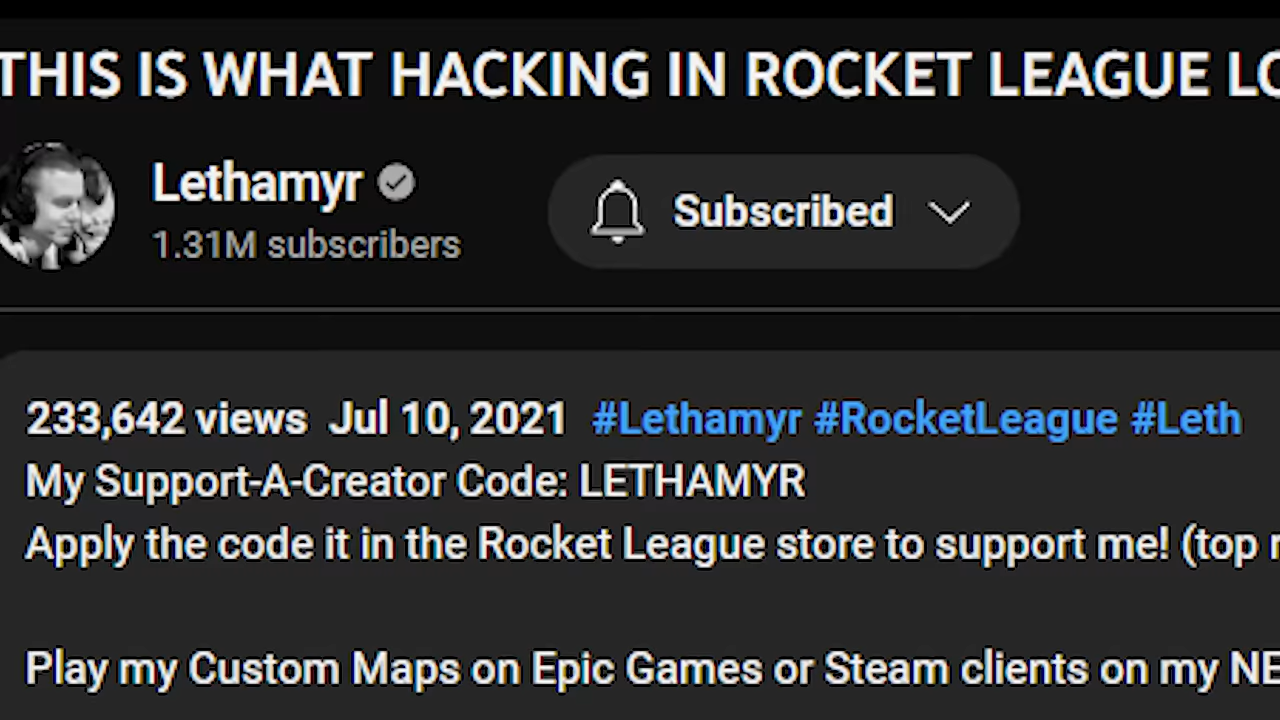 THIS IS WHAT HACKING IN ROCKET LEAGUE LO
Lethamyr
1.31M subscribers
Subscribed
233,642 views Jul 10, 2021 #Lethamyr #RocketLeague #Leth
My Support-A-Creator Code: LETHAMYR
Apply the code it in the Rocket League store to support me! (top r
Play my Custom Maps on Epic Games or Steam clients on my NE